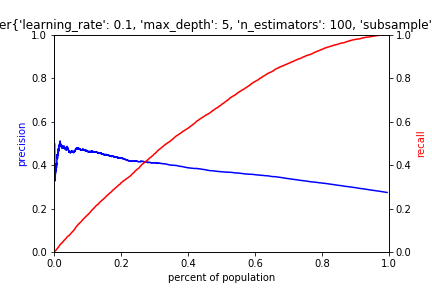 er{'learning_rate': 0.1, 'max_depth': 5, 'n_estimators': 100, 'subsample'
1.0 1.0
0.8 0.8
0.6 0.6
precision recall
0.4 0.4
0.2 0.2
0.0 0.0
0.0 0.2 0.4 0.6 0.8 1.0
percent of population